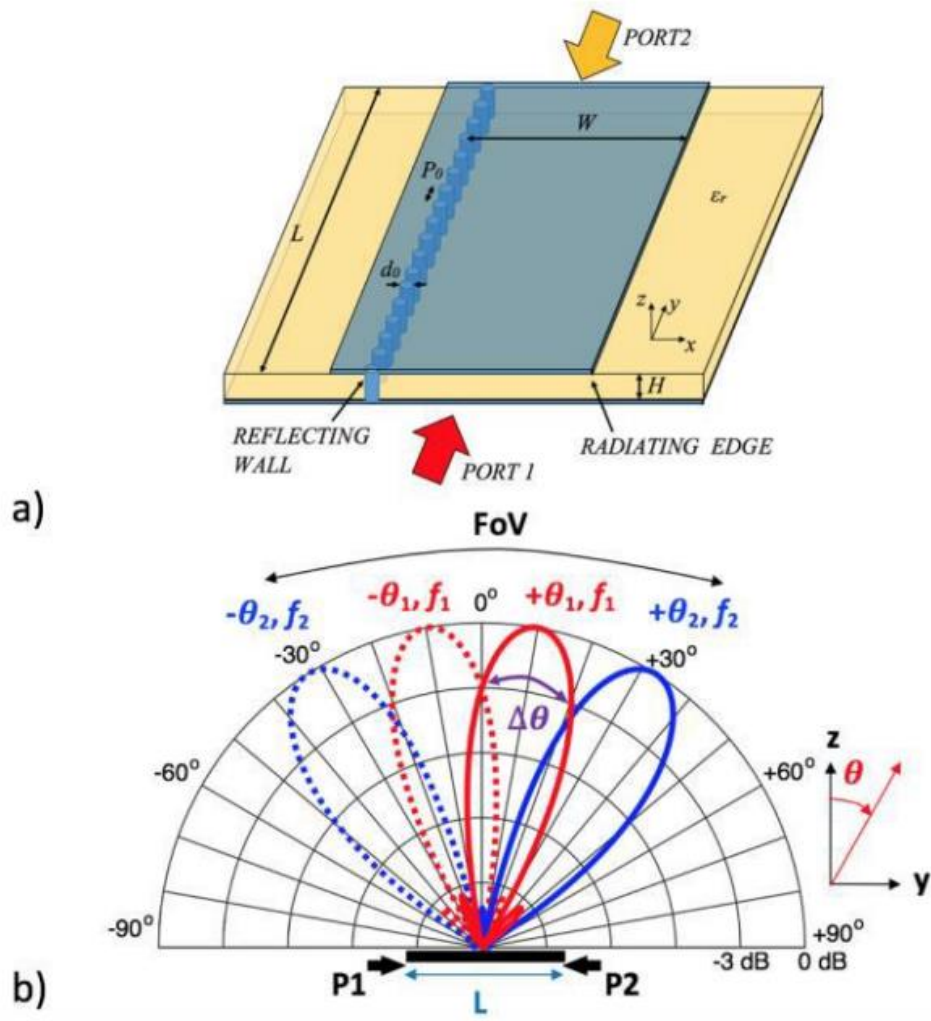 PORT2
W
P₀
εr
L
d₀
z y
x
H
REFLECTING
WALL
RADIATING EDGE
PORT 1
a)
FoV
-θ₂, f₂
-θ₁, f₁
0°
+θ₁, f₁
+θ₂, f₂
-30°
+30°
Δθ
-60°
+60°
z
θ
y
-90°
+90°
-3 dB 0 dB
P1
P2
L
b)